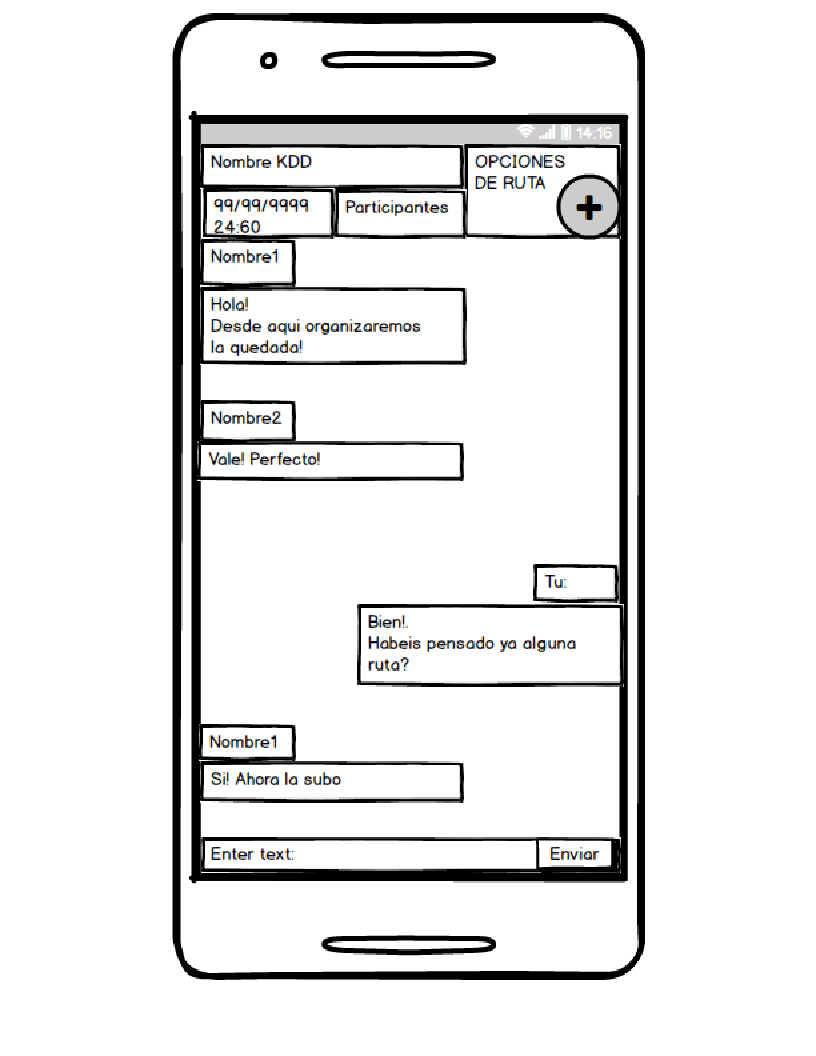 14:16
Nombre KDD
OPCIONES
DE RUTA
99/99/9999
24:60
Participantes
Nombre1
Hola!
Desde aqui organizaremos
la quedada!
Nombre2
Vale! Perfecto!
Tu:
Bien!.
Habeis pensado ya alguna
ruta?
Nombre1
Si! Ahora la subo
Enter text:
Enviar